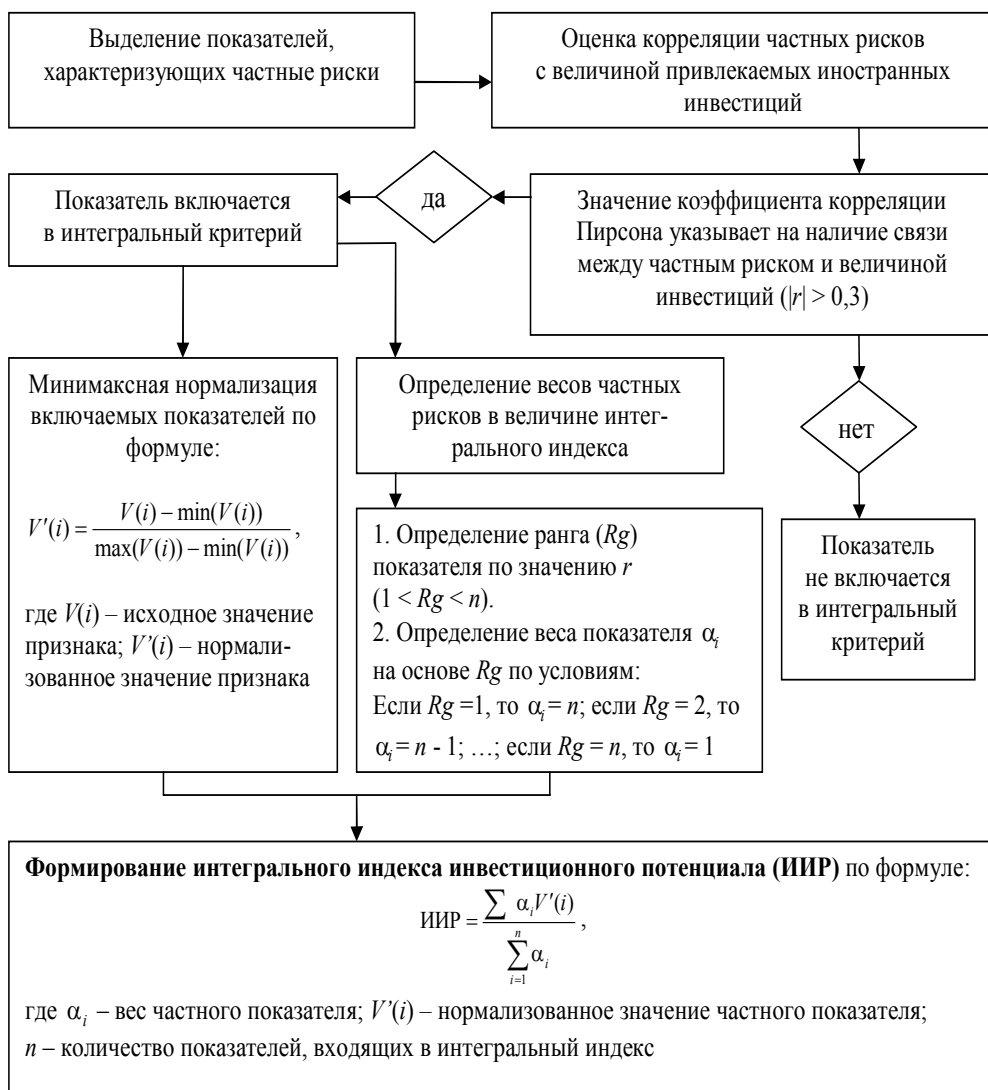 Выделение показателей,
характеризующих частные риски
Оценка корреляции частных рисков
с величиной привлекаемых иностранных
инвестиций
Показатель включается
в интегральный критерий
да
Значение коэффициента корреляции
Пирсона указывает на наличие связи
между частным риском и величиной
инвестиций (|r| > 0,3)
Минимаксная нормализация
включаемых показателей по
формуле:
V'(i) = (V(i) – min(V(i))) / (max(V(i)) – min(V(i))),
где V(i) – исходное значение
признака; V'(i) – нормали-
зованное значение признака
Определение весов частных
рисков в величине интег-
рального индекса
нет
1. Определение ранга (Rg)
показателя по значению r
(1 < Rg < n).
2. Определение веса показателя αi
на основе Rg по условиям:
Если Rg =1, то αi = n; если Rg = 2, то
αi = n - 1; …; если Rg = n, то αi = 1
Показатель
не включается
в интегральный
критерий
Формирование интегрального индекса инвестиционного потенциала (ИИР) по формуле:
ИИР = ∑ αiV'(i) / ∑ⁿi=1 αi ,
где αi – вес частного показателя; V'(i) – нормализованное значение частного показателя;
n – количество показателей, входящих в интегральный индекс